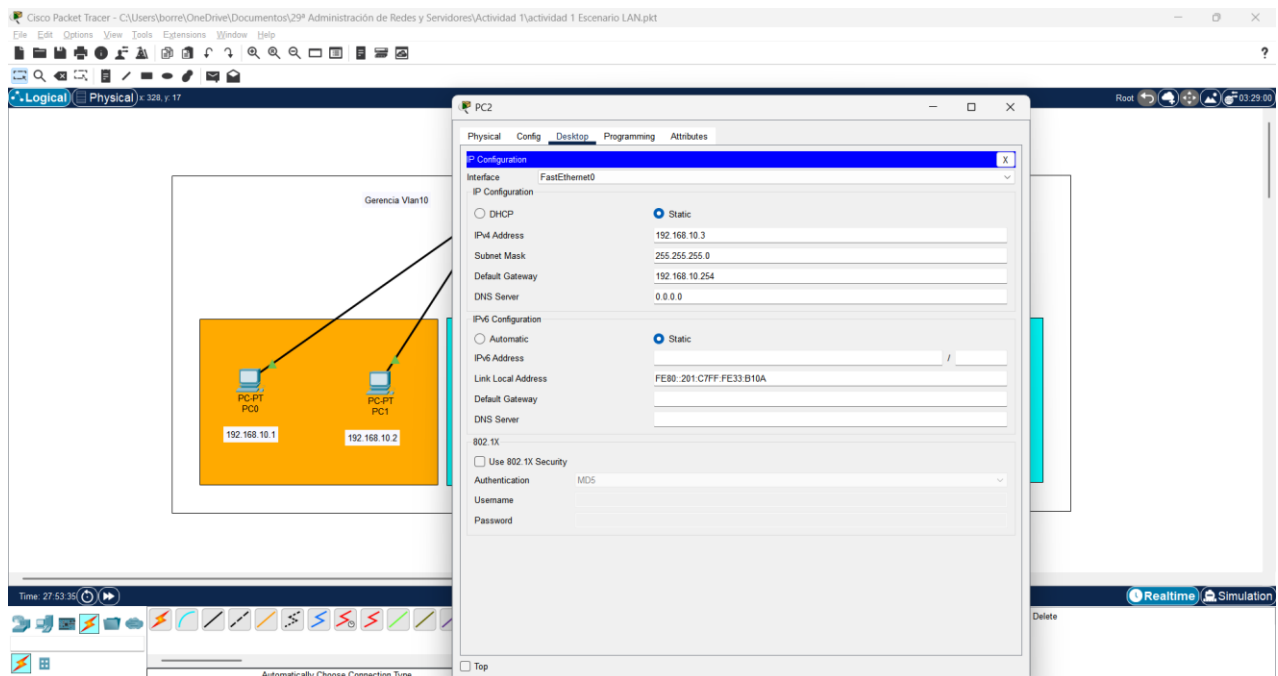 Cisco Packet Tracer - C:\Users\borre\OneDrive\Documentos\29ª Administración de Redes y Servidores\Actividad 1\actividad 1 Escenario LAN.pkt
File Edit Options View Tools Extensions Window Help
?
Logical Physical x: 328, y: 17
Root 03:29:00
PC2
Physical Config Desktop Programming Attributes
IP Configuration X
Interface FastEthernet0
IP Configuration
DHCP Static
IPv4 Address 192.168.10.3
Subnet Mask 255.255.255.0
Default Gateway 192.168.10.254
DNS Server 0.0.0.0
IPv6 Configuration
Automatic Static
IPv6 Address /
Link Local Address FE80::201:C7FF:FE33:B10A
Default Gateway
DNS Server
802.1X
Use 802.1X Security
Authentication MD5
Username
Password
Top
Gerencia Vlan10
PC-PT
PC0
192.168.10.1
PC-PT
PC1
192.168.10.2
Time: 27:53:35
Realtime Simulation
Delete
Automatically Choose Connection Type